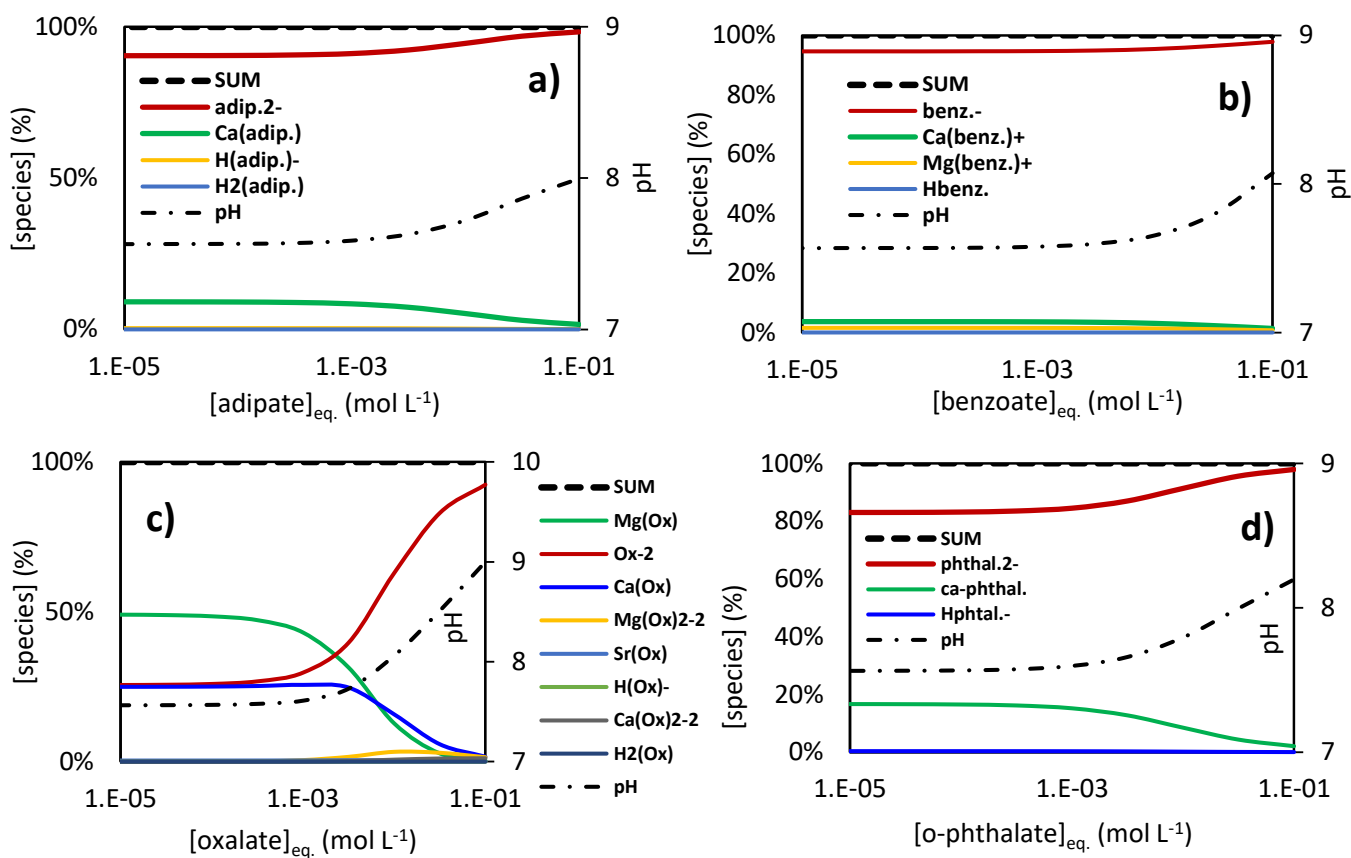 100%
50%
0%
[species] (%)
SUM
adip.2-
Ca(adip.)
H(adip.)-
H2(adip.)
pH
a)
9
8
7
pH
1.E-05
1.E-03
1.E-01
[adipate]eq. (mol L-1)
100%
80%
60%
40%
20%
0%
[species] (%)
SUM
benz.-
Ca(benz.)+
Mg(benz.)+
Hbenz.
pH
b)
9
8
7
pH
1.E-05
1.E-03
1.E-01
[benzoate]eq. (mol L-1)
100%
50%
0%
[species] (%)
c)
10
9
8
7
pH
SUM
Mg(Ox)
Ox-2
Ca(Ox)
Mg(Ox)2-2
Sr(Ox)
H(Ox)-
Ca(Ox)2-2
H2(Ox)
pH
1.E-05
1.E-03
1.E-01
[oxalate]eq. (mol L-1)
100%
80%
60%
40%
20%
0%
[species] (%)
SUM
phthal.2-
ca-phthal.
Hphtal.-
pH
d)
9
8
7
pH
1.E-05
1.E-03
1.E-01
[o-phthalate]eq. (mol L-1)